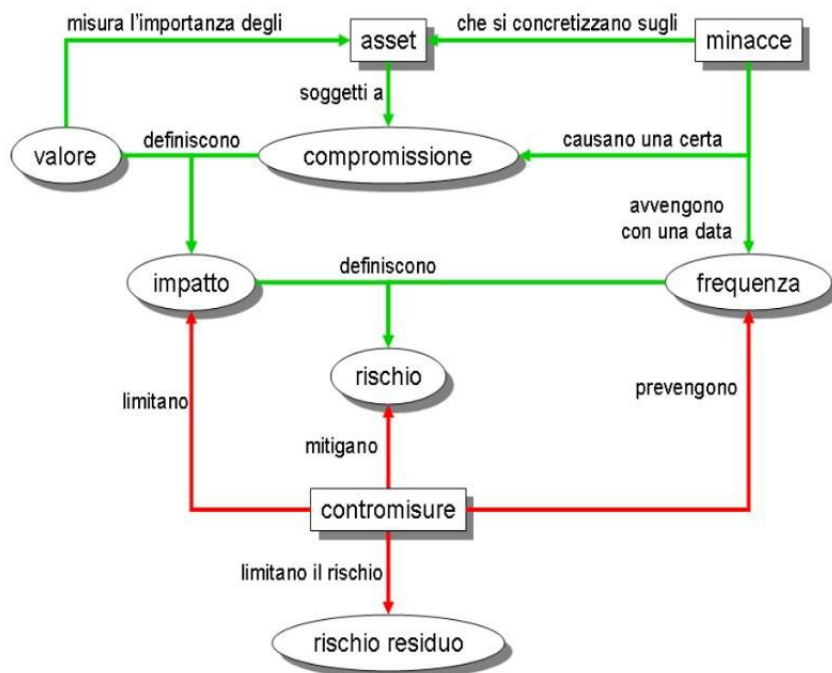 misura l'importanza degli
asset
che si concretizzano sugli
minacce
soggetti a
valore
definiscono
compromissione
causano una certa
avvengono
con una data
impatto
definiscono
frequenza
rischio
limitano
prevengono
mitigano
contromisure
limitano il rischio
rischio residuo